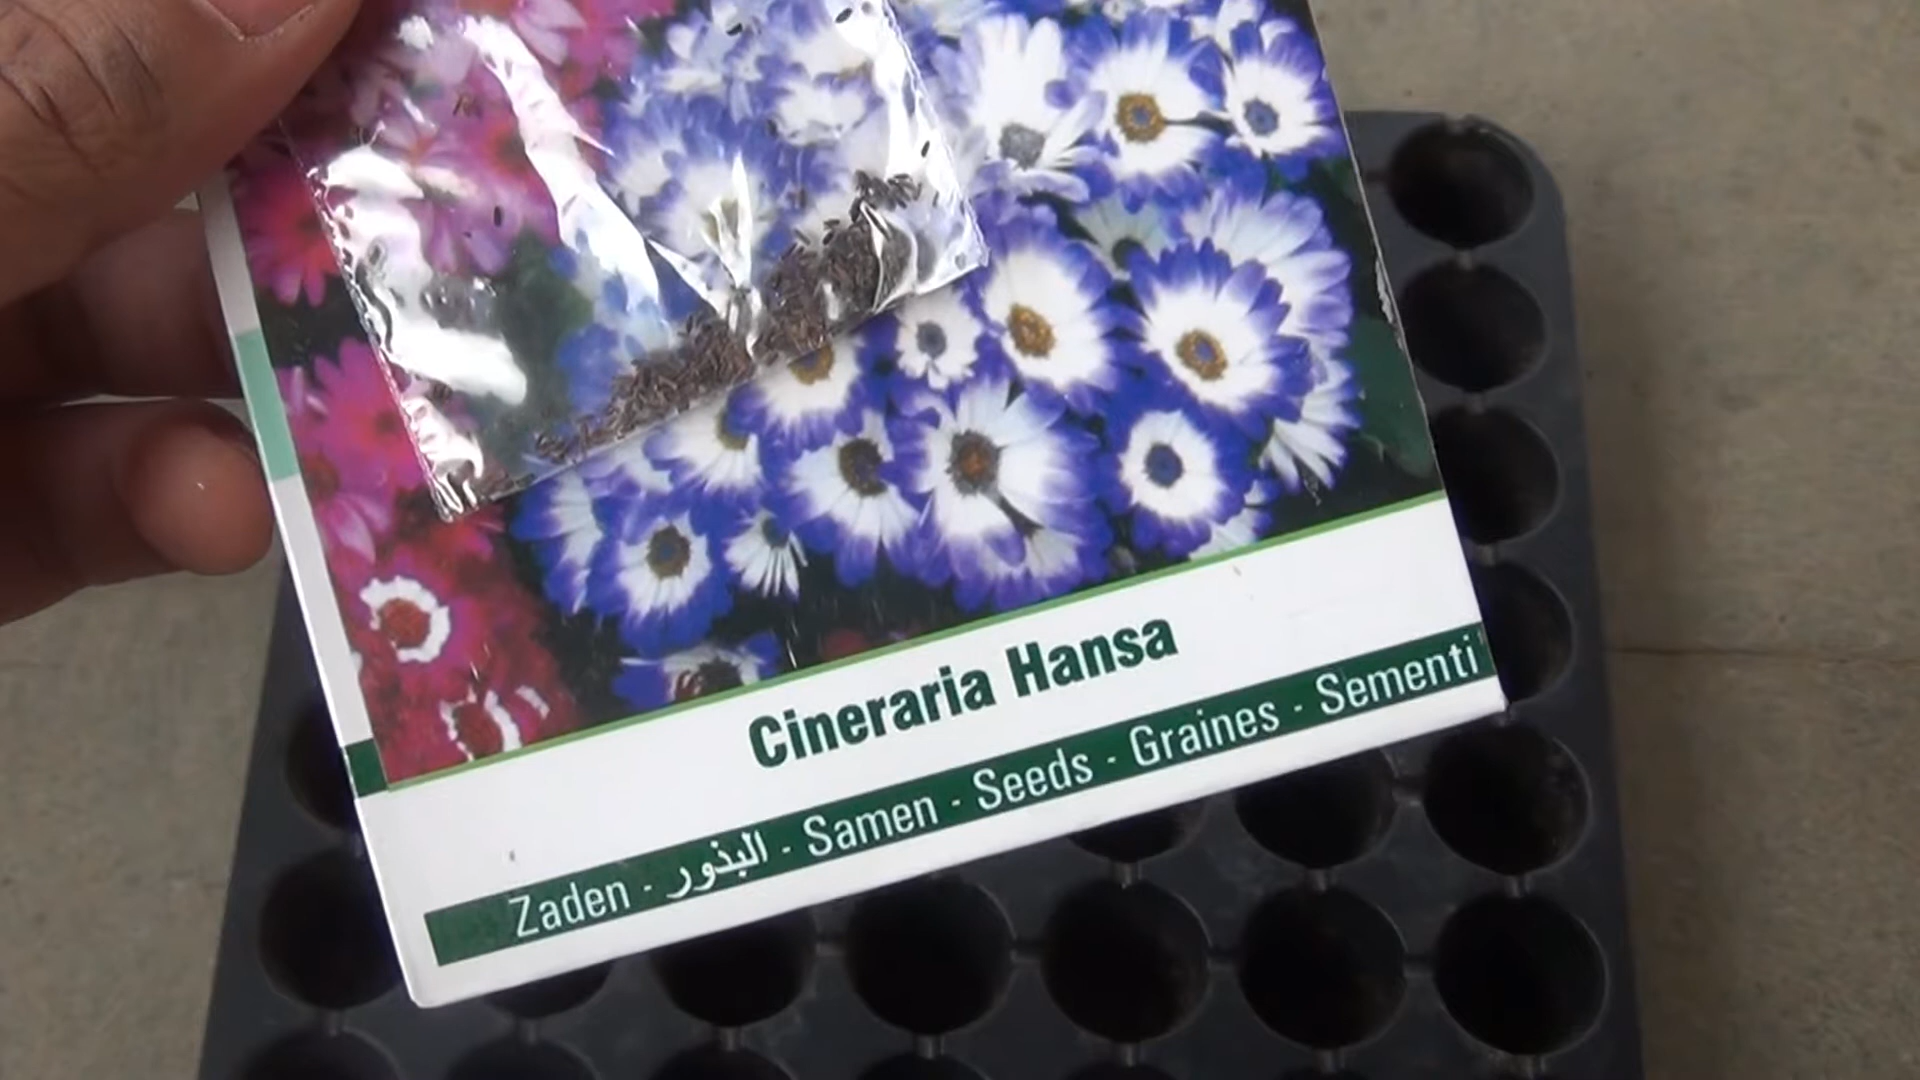 Cineraria Hansa
Zaden - البذور - Samen - Seeds - Graines - Sementi